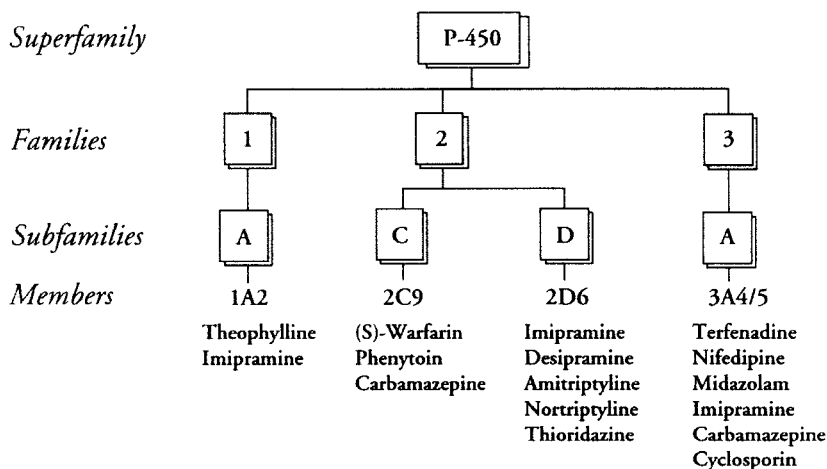 Superfamily P-450
Families 1 2 3
Subfamilies A C D A
Members 1A2 2C9 2D6 3A4/5
Theophylline (S)-Warfarin Imipramine Terfenadine
Imipramine Phenytoin Desipramine Nifedipine
Carbamazepine Amitriptyline Midazolam
Nortriptyline Imipramine
Thioridazine Carbamazepine
Cyclosporin